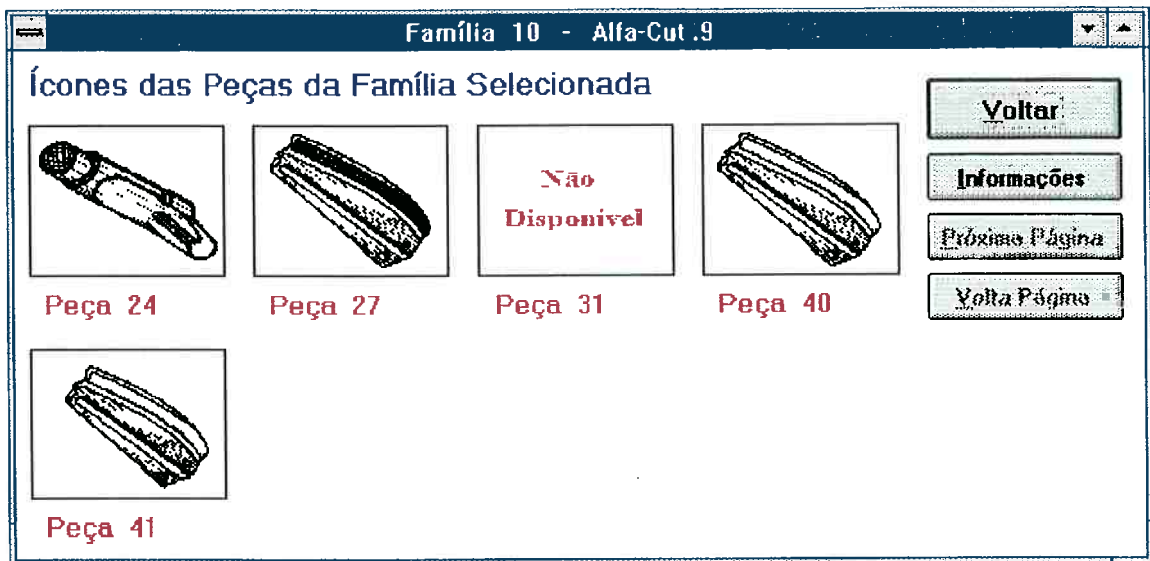 Família 10 - Alfa-Cut .9
Ícones das Peças da Família Selecionada
Voltar
Informações
Próxima Página
Volta Página
Não
Disponível
Peça 24
Peça 27
Peça 31
Peça 40
Peça 41